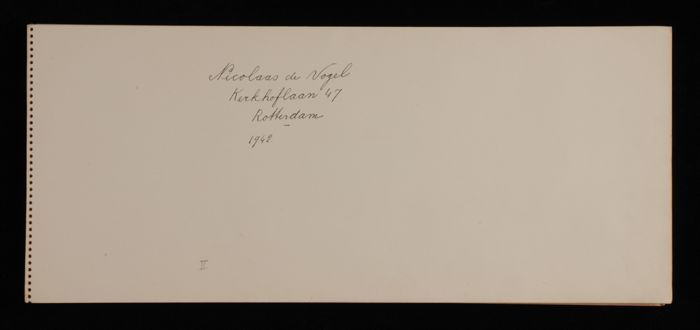 Nicolaas de Vogel
Kerkhoflaan 47
Rotterdam
1942.
II